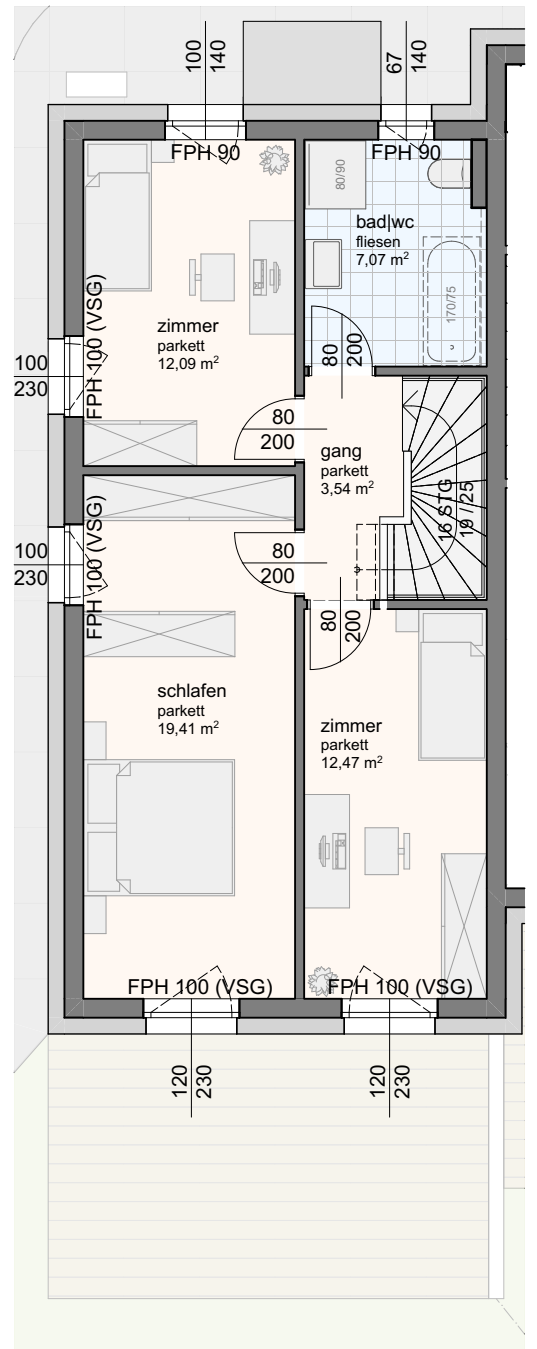 100
140
67
140
FPH 90
FPH 90
80/90
bad|wc
fliesen
7,07 m²
170/75
FPH 100 (VSG)
zimmer
parkett
12,09 m²
100
230
80
200
80
200
gang
parkett
3,54 m²
16 STG
19 / 25
FPH 100 (VSG)
100
230
80
200
80
200
schlafen
parkett
19,41 m²
zimmer
parkett
12,47 m²
FPH 100 (VSG)
FPH 100 (VSG)
120
230
120
230